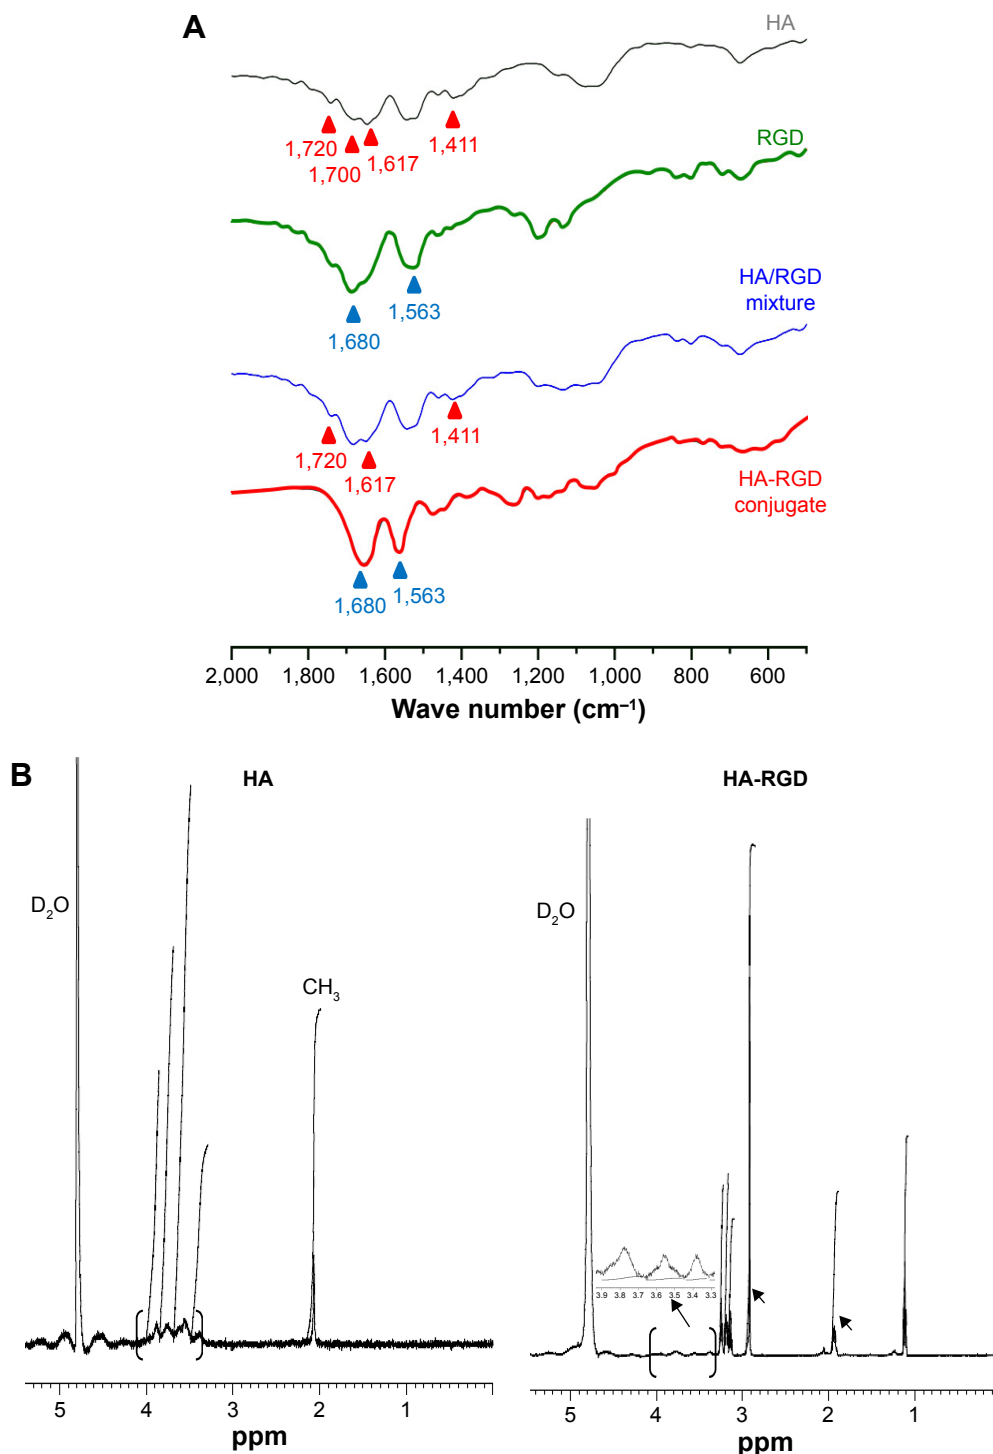 A
HA
1,720
1,700
1,617
1,411
RGD
1,680
1,563
HA/RGD
mixture
1,720
1,617
1,411
HA-RGD
conjugate
1,680
1,563
2,000 1,800 1,600 1,400 1,200 1,000 800 600
Wave number (cm⁻¹)
B
HA
D₂O
CH₃
5 4 3 2 1
ppm
HA-RGD
D₂O
3.9 3.8 3.7 3.6 3.5 3.4 3.3
5 4 3 2 1
ppm